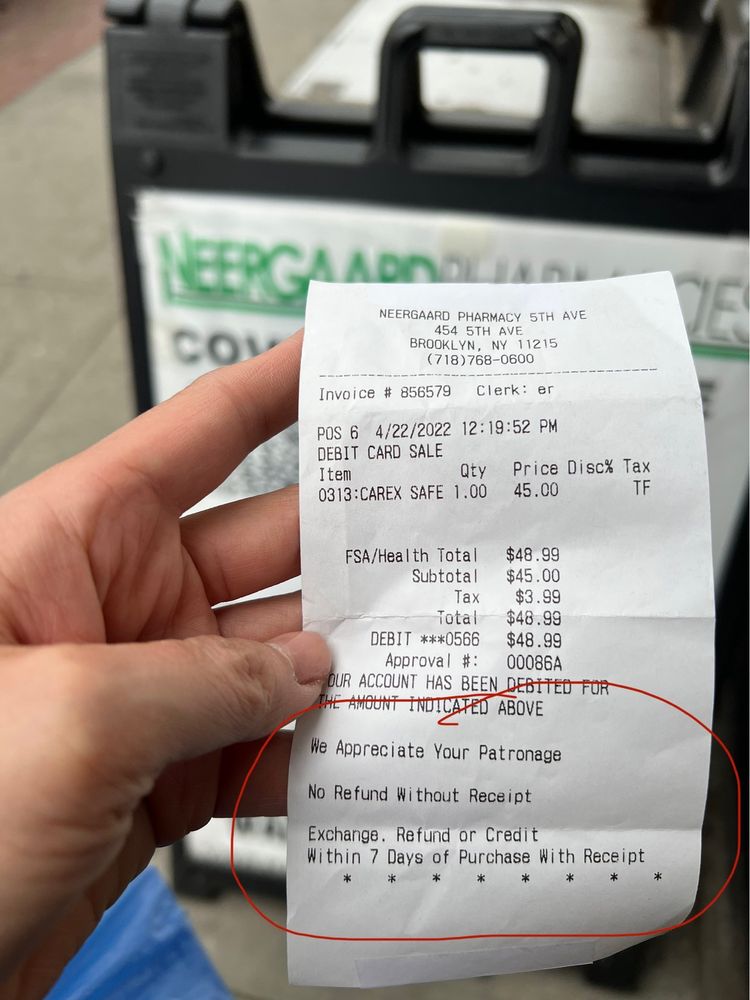 NEERGAARD PHARMACIES
COV
NEERGAARD PHARMACY 5TH AVE
454 5TH AVE
BROOKLYN, NY 11215
(718)768-0600
Invoice # 856579 Clerk: er
POS 6 4/22/2022 12:19:52 PM
DEBIT CARD SALE
Item Qty Price Disc% Tax
0313:CAREX SAFE 1.00 45.00 TF
FSA/Health Total $48.99
Subtotal $45.00
Tax $3.99
Total $48.99
DEBIT ***0566 $48.99
Approval #: 00086A
OUR ACCOUNT HAS BEEN DEBITED FOR
THE AMOUNT INDICATED ABOVE
We Appreciate Your Patronage
No Refund Without Receipt
Exchange. Refund or Credit
Within 7 Days of Purchase With Receipt
* * * * * * * *